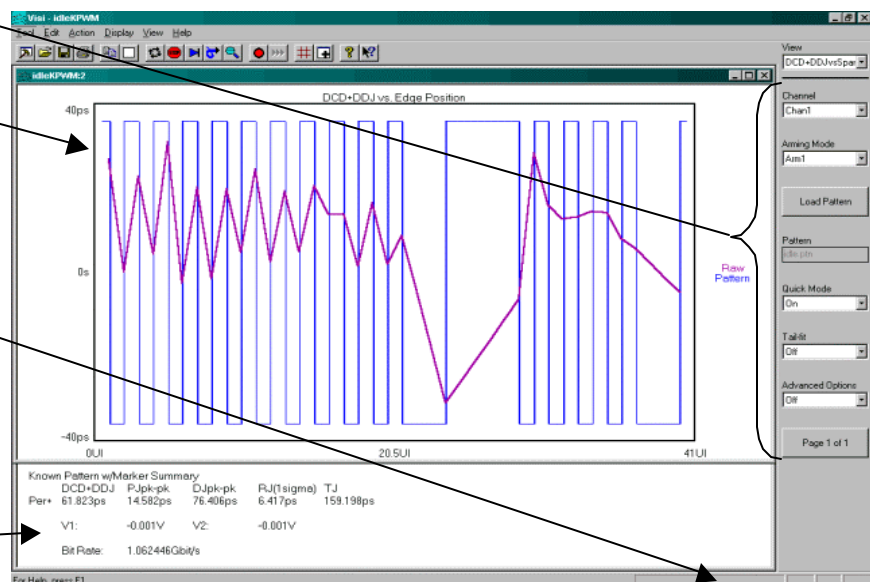 Visi - idleKPWM
Tool Edit Action Display View Help
idleKPWM:2
DCD+DDJ vs. Edge Position
40ps
0s
-40ps
0UI 20.5UI 41UI
Raw
Pattern
Known Pattern w/Marker Summary
DCD+DDJ PJpk-pk DJpk-pk RJ(1sigma) TJ
Per+ 61.823ps 14.582ps 76.406ps 6.417ps 159.198ps
V1: -0.001V V2: -0.001V
Bit Rate: 1.062446Gbit/s
For Help, press F1
View
DCD+DDJvsSpar
Channel
Chan1
Arming Mode
Arm1
Load Pattern
Pattern
idle.ptn
Quick Mode
On
Tail-fit
Off
Advanced Options
Off
Page 1 of 1